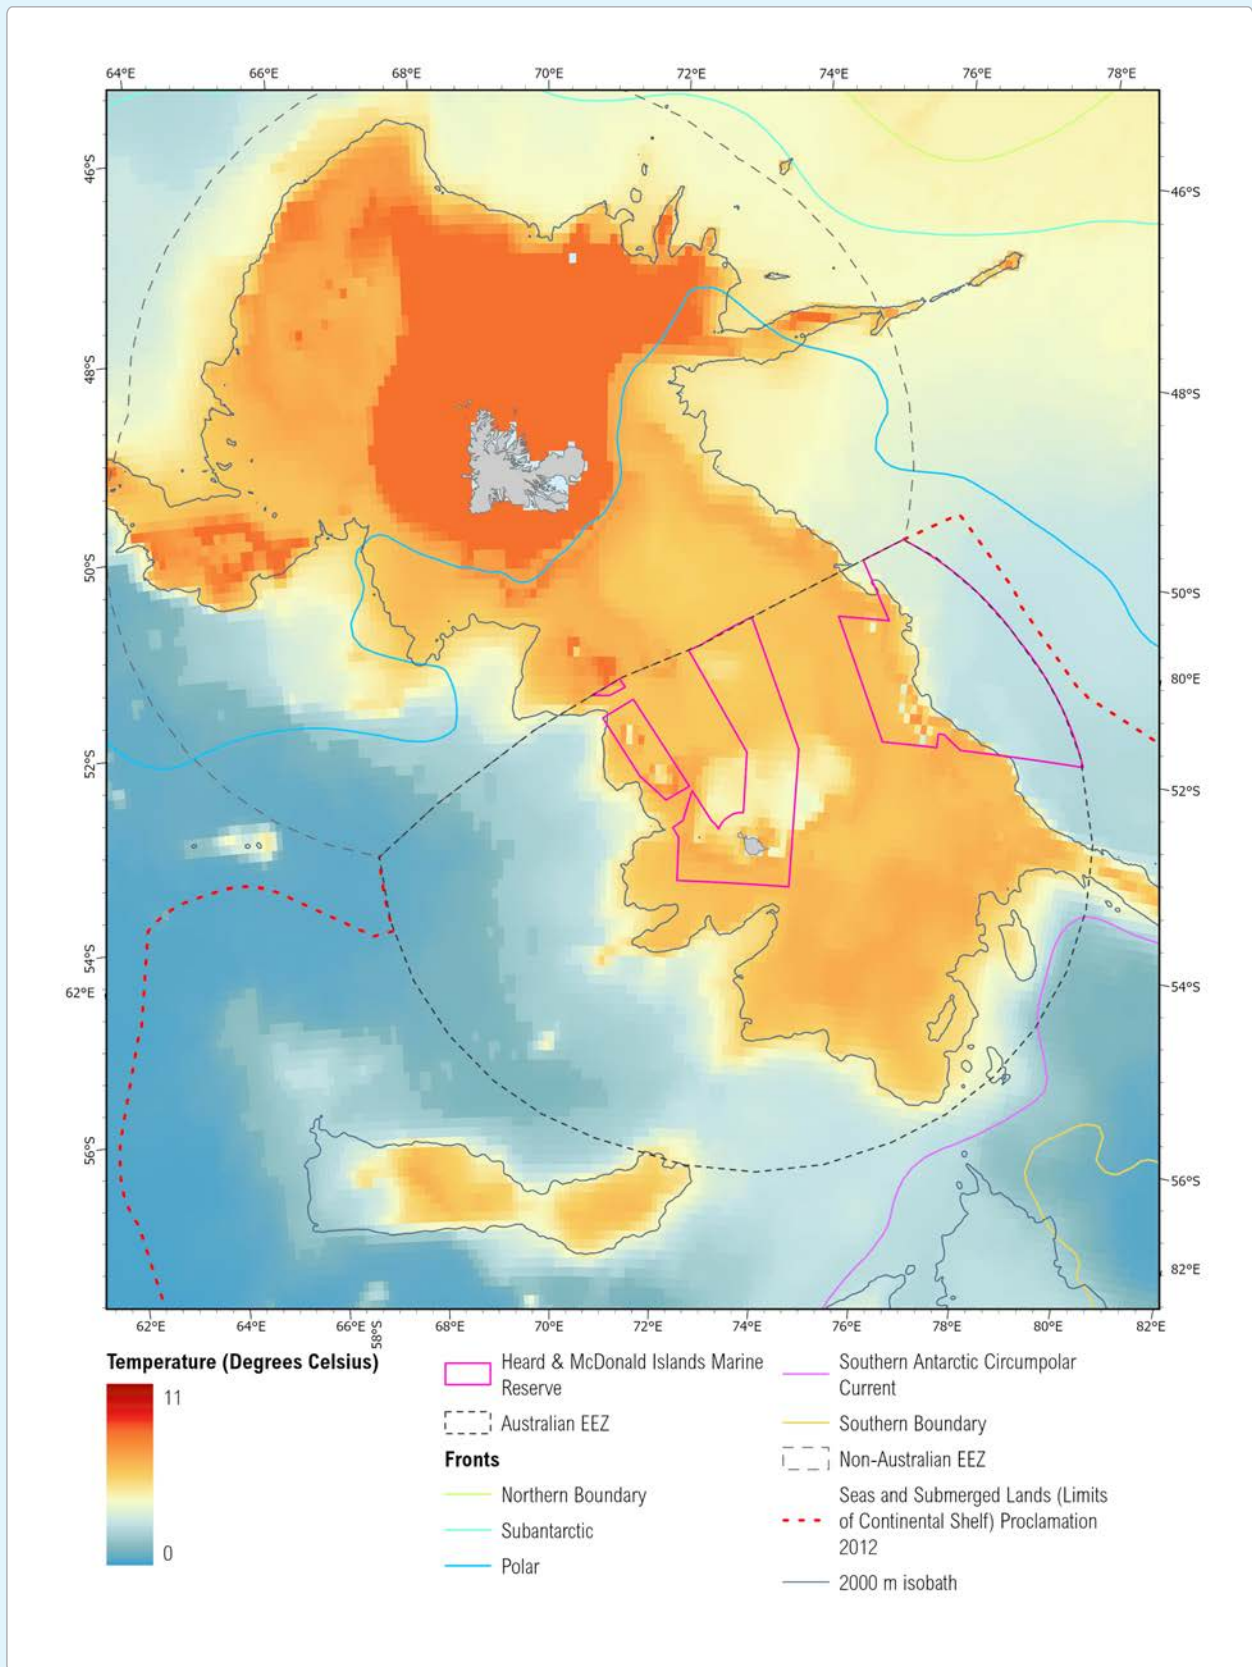 64°E 66°E 68°E 70°E 72°E 74°E 76°E 78°E
46°S
46°S
48°S
48°S
50°S
50°S
80°E
52°S
52°S
54°S
54°S
62°E
56°S
56°S
82°E
62°E 64°E 66°E 68°E 70°E 72°E 74°E 76°E 78°E 80°E 82°E
58°S
Temperature (Degrees Celsius)
11
0
Heard & McDonald Islands Marine
Reserve
Australian EEZ
Fronts
Northern Boundary
Subantarctic
Polar
Southern Antarctic Circumpolar
Current
Southern Boundary
Non-Australian EEZ
Seas and Submerged Lands (Limits
of Continental Shelf) Proclamation
2012
2000 m isobath